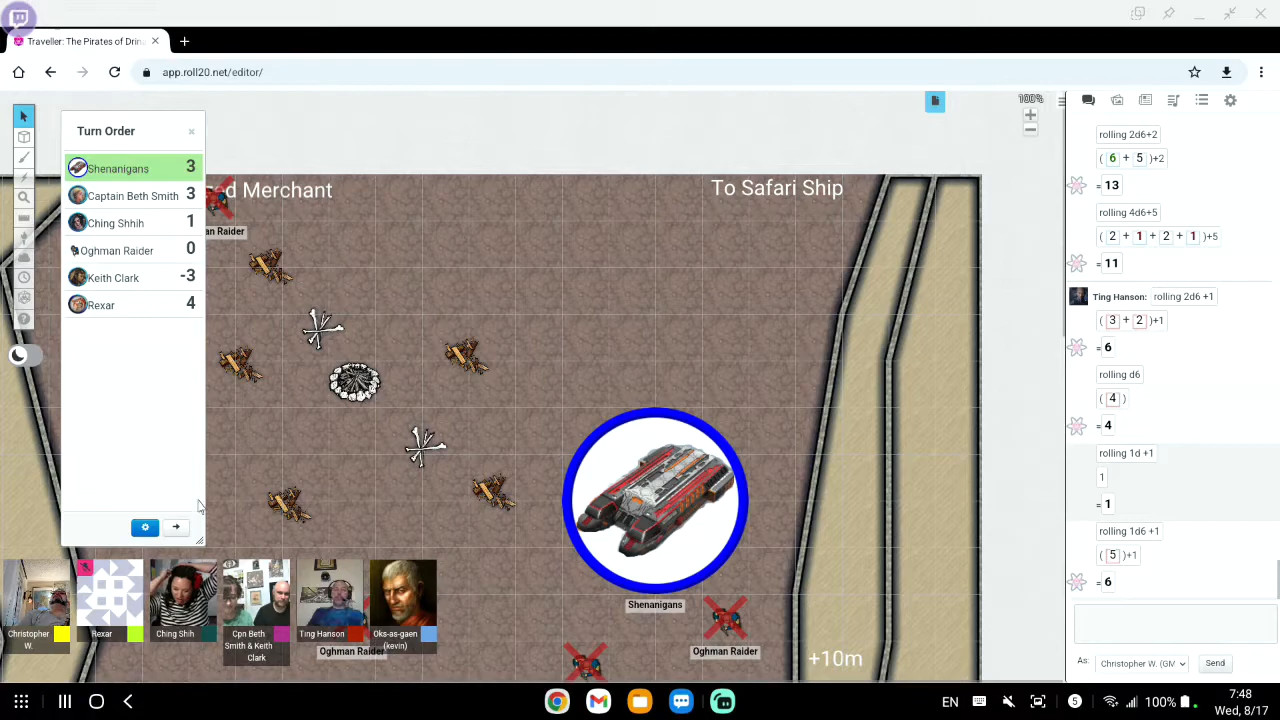 Traveller: The Pirates of Drina
app.roll20.net/editor/
Turn Order
Shenanigans 3
Captain Beth Smith 3
Ching Shhih 1
Oghman Raider 0
Keith Clark -3
Rexar 4
ed Merchant
To Safari Ship
an Raider
100%
Shenanigans
Oghman Raider
Oghman Raider
+10m
Christopher W.
Rexar
Ching Shih
Cpn Beth Smith & Keith Clark
Ting Hanson
Oks-as-gaen (kevin)
rolling 2d6+2
( 6 + 5 )+2
= 13
rolling 4d6+5
( 2 + 1 + 2 + 1 )+5
= 11
Ting Hanson: rolling 2d6 +1
( 3 + 2 )+1
= 6
rolling d6
( 4 )
= 4
rolling 1d +1
1
= 1
rolling 1d6 +1
( 5 )+1
= 6
As: Christopher W. (GM
Send
EN
5
100%
7:48
Wed, 8/17